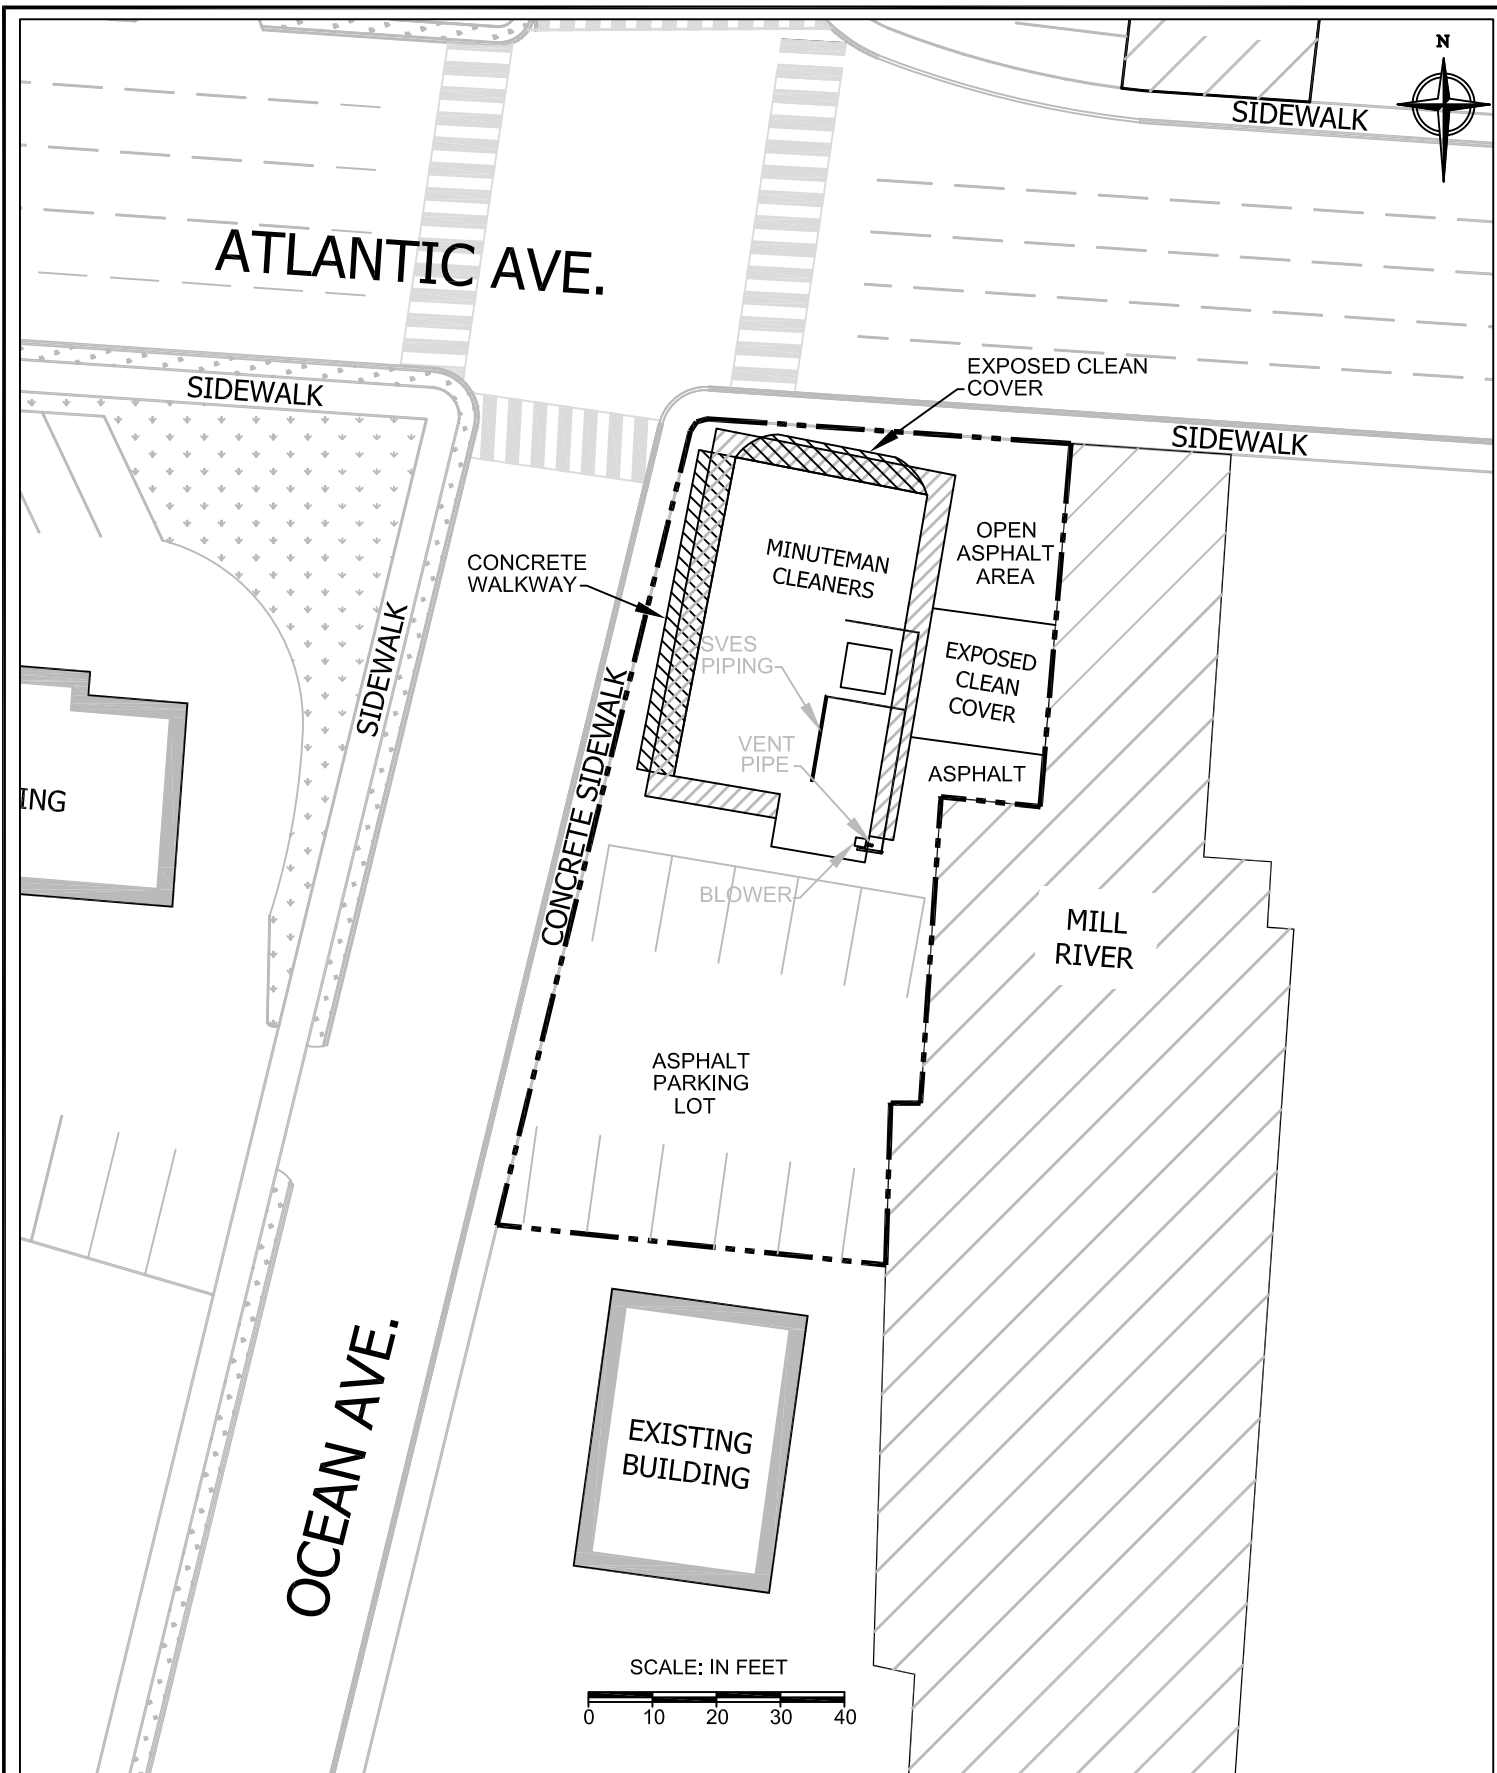 N
SIDEWALK
ATLANTIC AVE.
EXPOSED CLEAN
COVER
SIDEWALK
SIDEWALK
OPEN
ASPHALT
AREA
MINUTEMAN
CLEANERS
CONCRETE
WALKWAY
SIDEWALK
SVES
PIPING
EXPOSED
CLEAN
COVER
CONCRETE SIDEWALK
VENT
PIPE
ASPHALT
ING
BLOWER
MILL
RIVER
ASPHALT
PARKING
LOT
OCEAN AVE.
EXISTING
BUILDING
SCALE: IN FEET
0 10 20 30 40